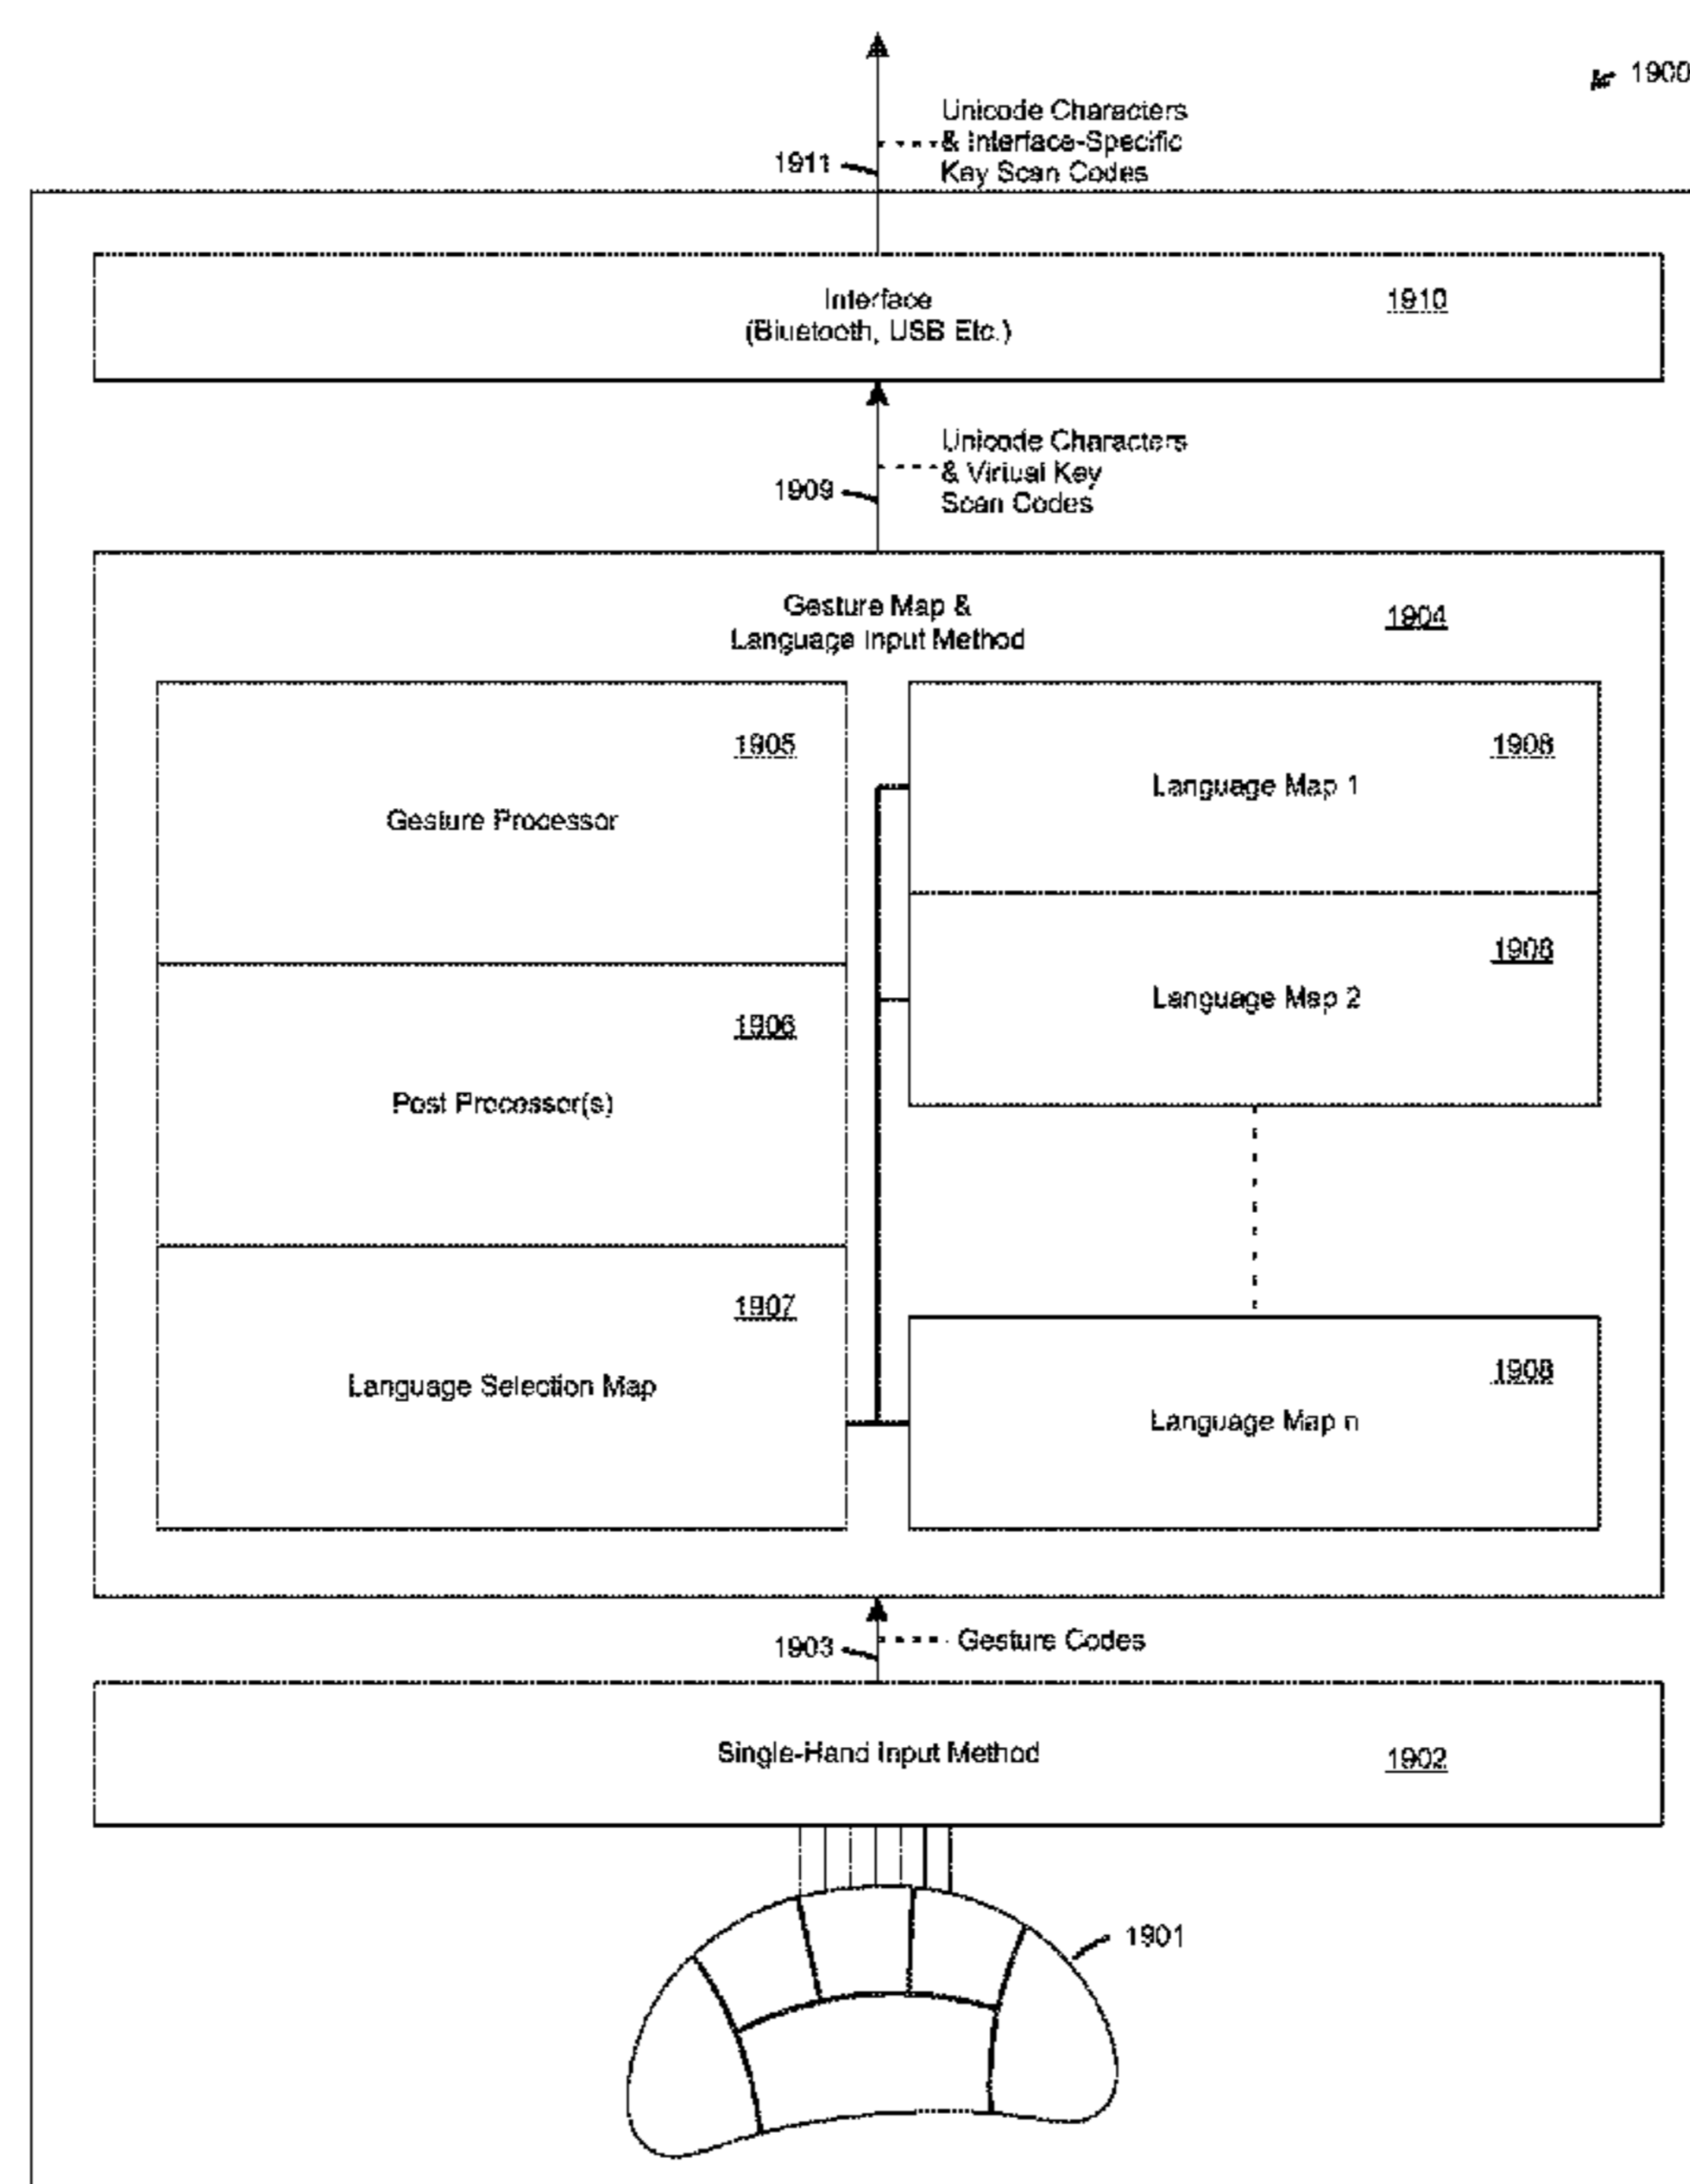 1900
Unicode Characters
& Interface-Specific
Key Scan Codes
1911
Interface
(Bluetooth, USB Etc.)
1910
Unicode Characters
& Virtual Key
Scan Codes
1909
Gesture Map &
Language Input Method
1904
1905
Gesture Processor
1908
Language Map 1
1908
Language Map 2
1906
Post Processor(s)
1907
Language Selection Map
1908
Language Map n
1903
Gesture Codes
Single-Hand Input Method
1902
1901